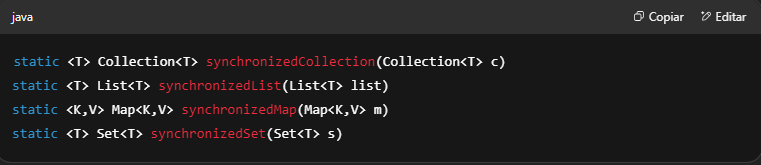 java
Copiar
Editar
static <T> Collection<T> synchronizedCollection(Collection<T> c)
static <T> List<T> synchronizedList(List<T> list)
static <K,V> Map<K,V> synchronizedMap(Map<K,V> m)
static <T> Set<T> synchronizedSet(Set<T> s)